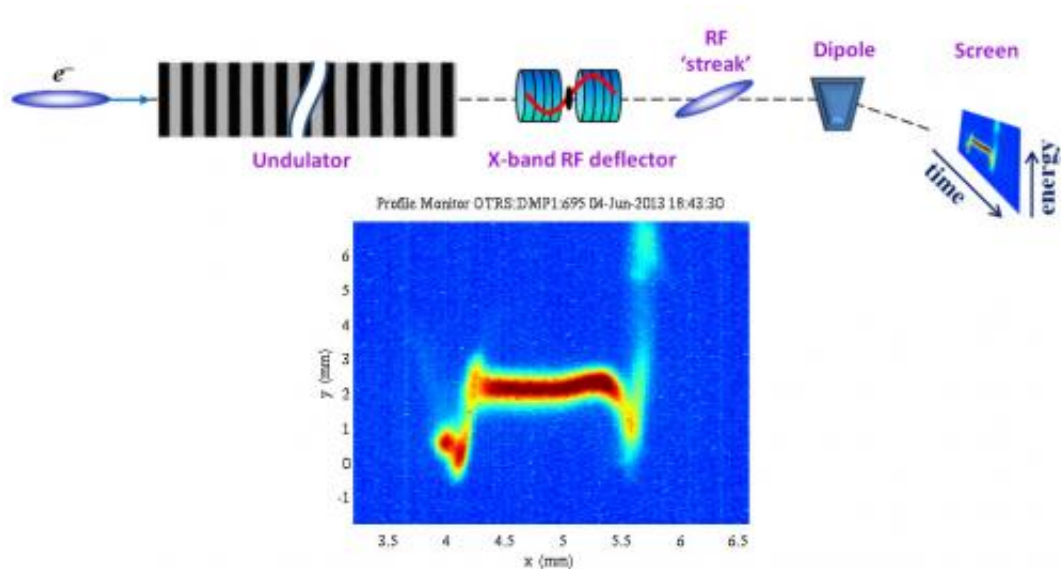 e⁻
Undulator
X-band RF deflector
RF
'streak'
Dipole
Screen
time
energy
Profile Monitor OTRS:DMP1:695 04-Jun-2013 18:43:30
y (mm)
6
5
4
3
2
1
0
-1
3.5 4 4.5 5 5.5 6 6.5
x (mm)